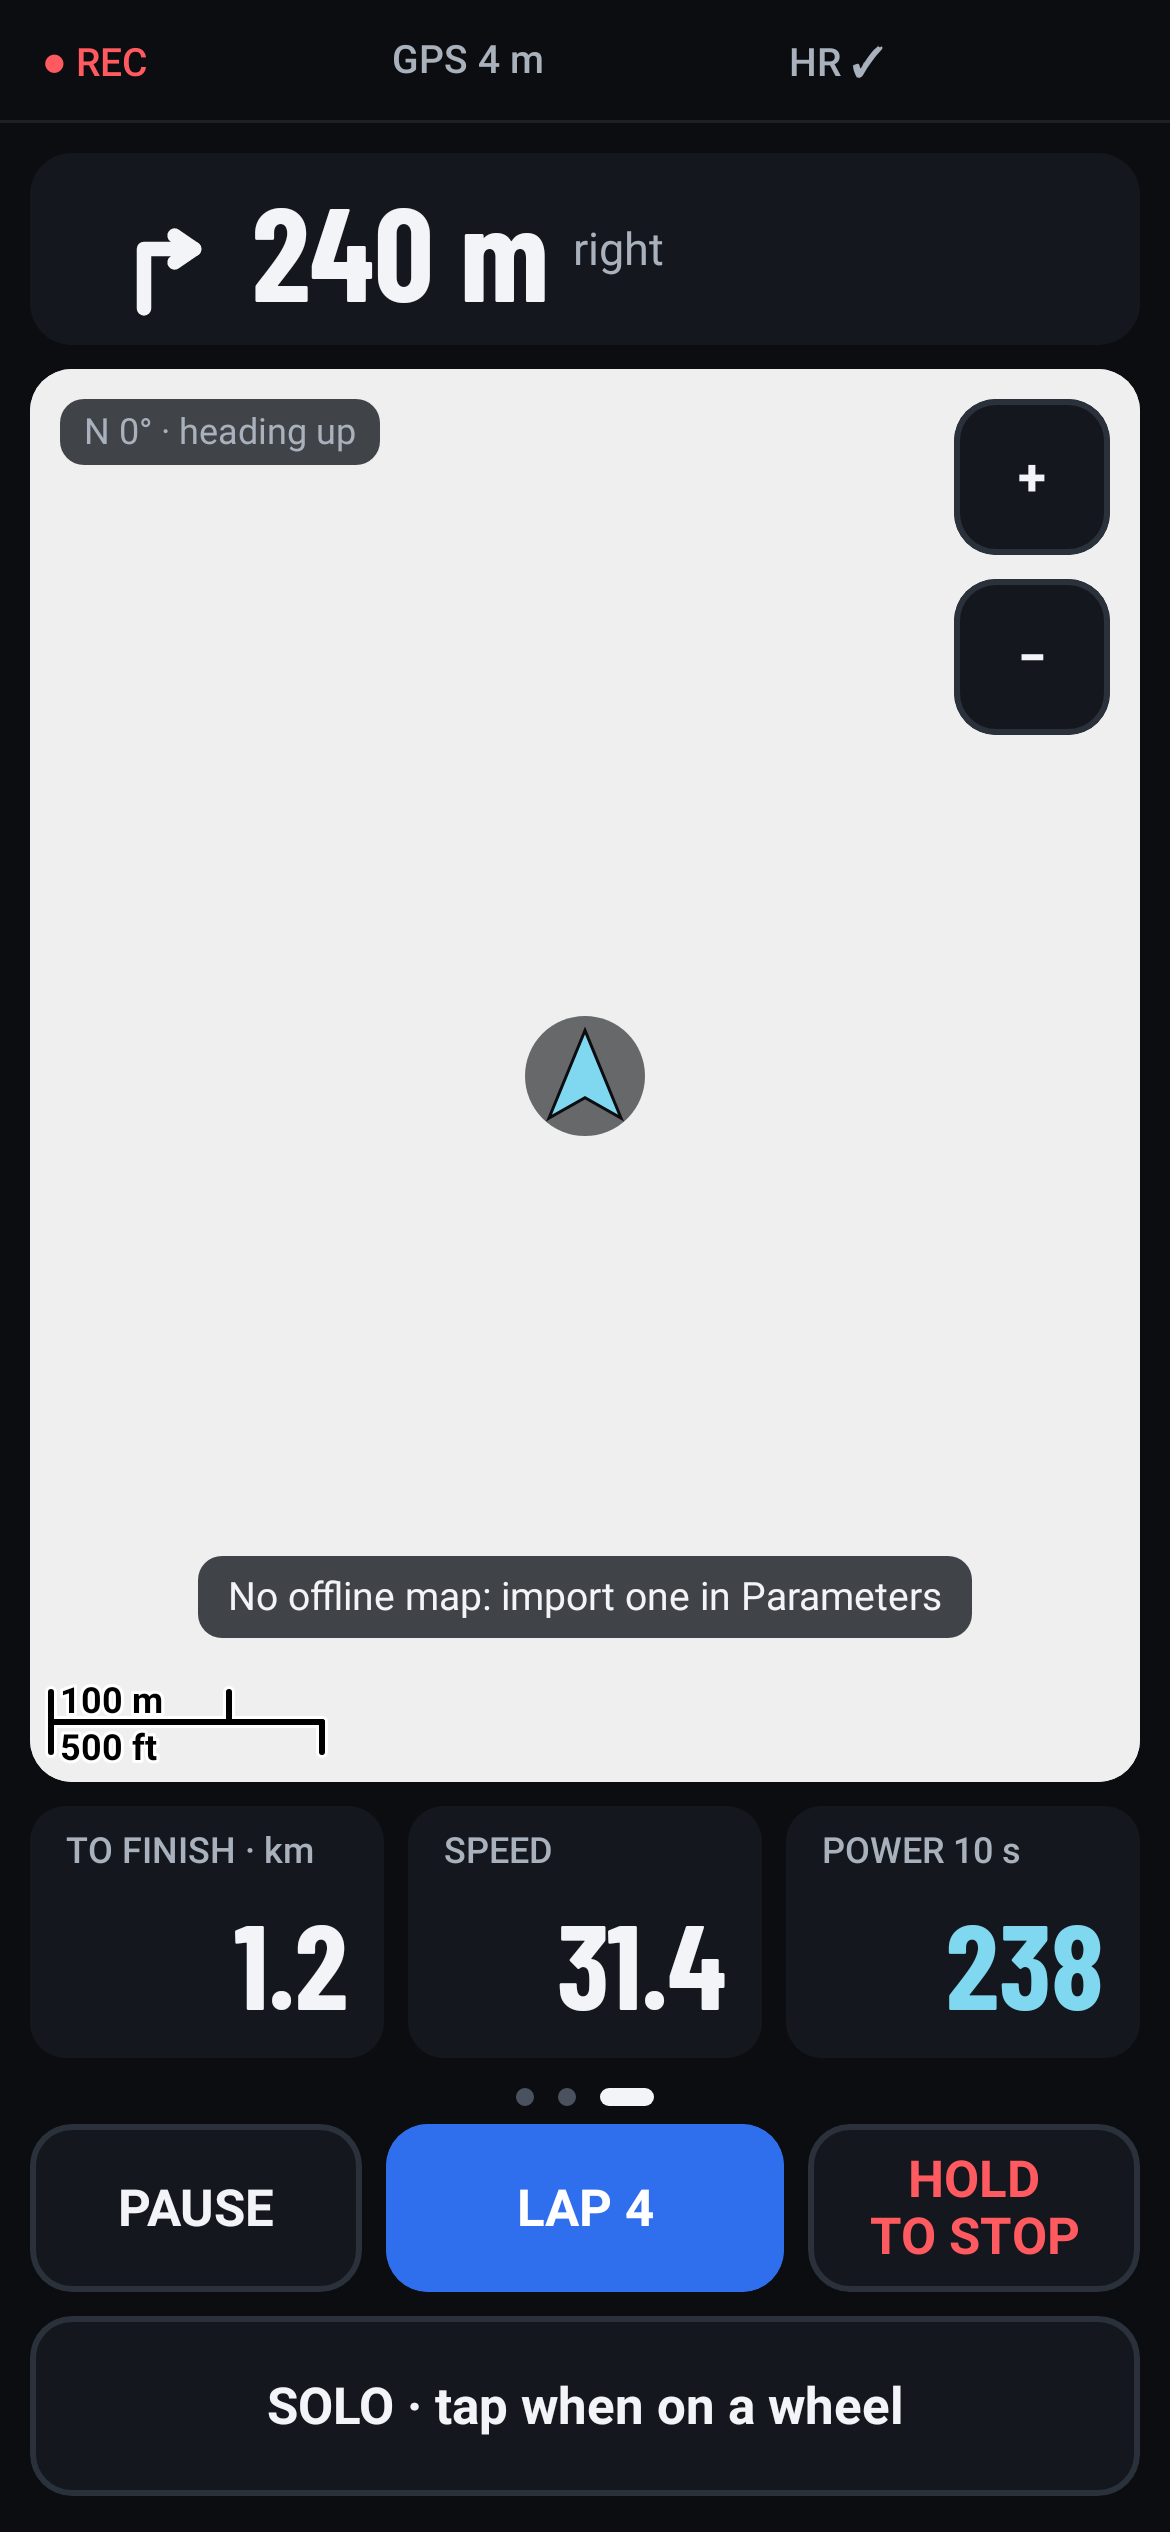 REC
GPS 4 m
HR ✓
240 m right
N 0° · heading up
+
−
No offline map: import one in Parameters
100 m
500 ft
TO FINISH · km
1.2
SPEED
31.4
POWER 10 s
238
PAUSE
LAP 4
HOLD
TO STOP
SOLO · tap when on a wheel